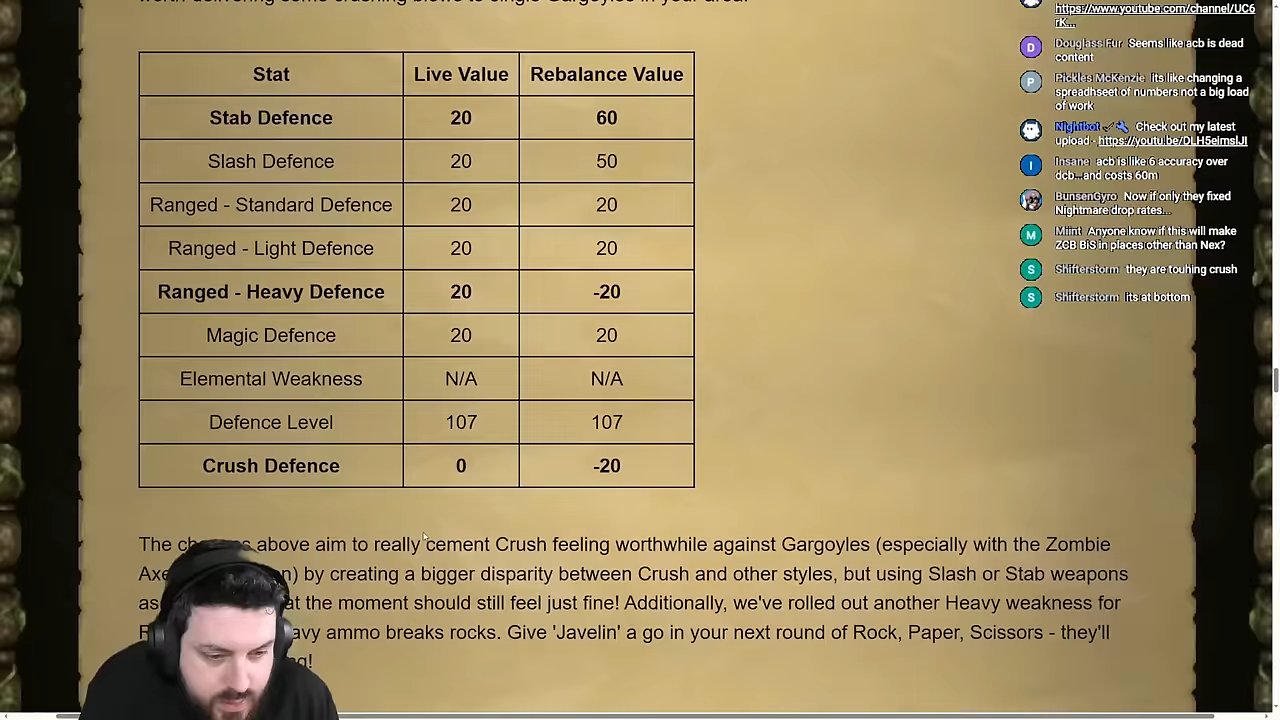 Stat Live Value Rebalance Value
Stab Defence 20 60
Slash Defence 20 50
Ranged - Standard Defence 20 20
Ranged - Light Defence 20 20
Ranged - Heavy Defence 20 -20
Magic Defence 20 20
Elemental Weakness N/A N/A
Defence Level 107 107
Crush Defence 0 -20
The above aim to really cement Crush feeling worthwhile against Gargoyles (especially with the Zombie
Axe by creating a bigger disparity between Crush and other styles, but using Slash or Stab weapons
at the moment should still feel just fine! Additionally, we've rolled out another Heavy weakness for
ammo breaks rocks. Give 'Javelin' a go in your next round of Rock, Paper, Scissors - they'll
https://www.youtube.com/channel/UC6
rK...
D Douglass Fur Seems like acb is dead
content
P Pickles McKenzie its like changing a
spreadhseet of numbers not a big load
of work
Nightbot Check out my latest
upload - https://youtu.be/DLH5eimslJI
I Insane acb is like 6 accuracy over
dcb...and costs 60m
BunsenGyro Now if only they fixed
Nightmare drop rates...
M Miint Anyone know if this will make
ZCB BiS in places other than Nex?
S Shifterstorm they are touhing crush
S Shifterstorm its at bottom